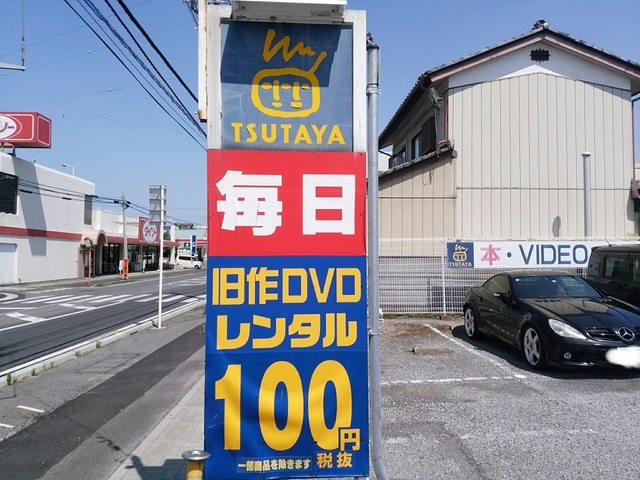 TSUTAYA
毎日
旧作DVD
レンタル
100円
一部商品を除きます 税抜
TSUTAYA
本・VIDEO